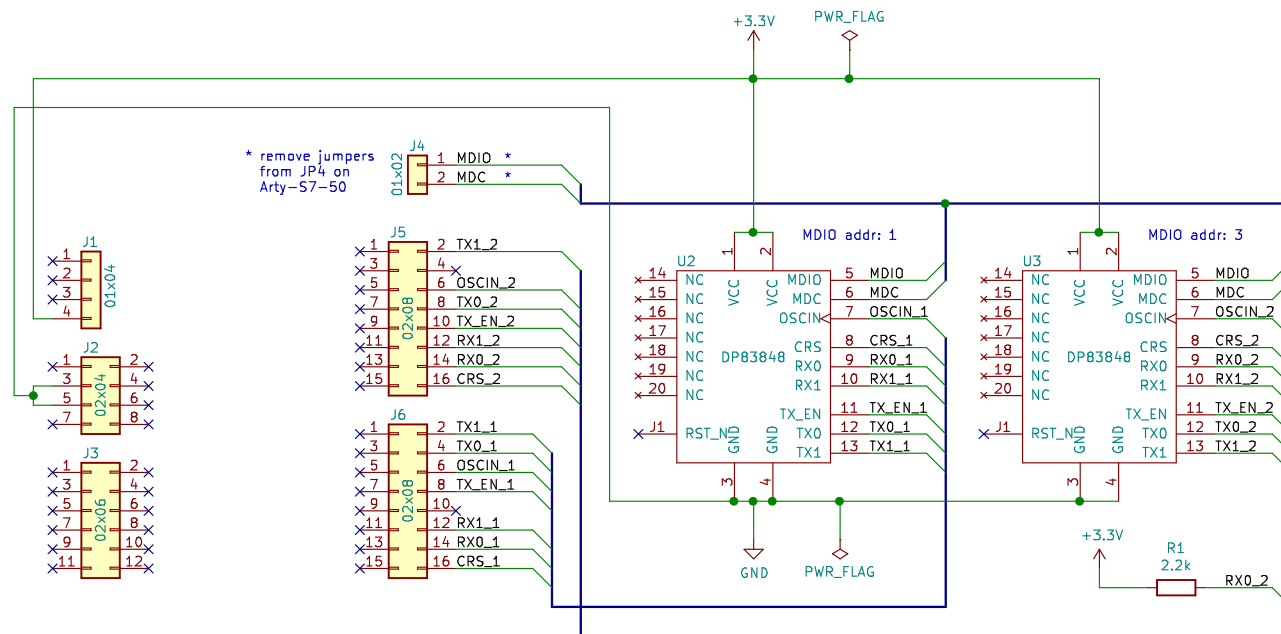 +3.3V
PWR_FLAG
* remove jumpers
from JP4 on
Arty-S7-50
J4
01x02
1 MDIO *
2 MDC *
J1
01x04
1
2
3
4
J2
02x04
1 2
3 4
5 6
7 8
J3
02x06
1 2
3 4
5 6
7 8
9 10
11 12
J5
02x08
1 2 TX1_2
3 4
5 6 OSCIN_2
7 8 TX0_2
9 10 TX_EN_2
11 12 RX1_2
13 14 RX0_2
15 16 CRS_2
J6
02x08
1 2 TX1_1
3 4 TX0_1
5 6 OSCIN_1
7 8 TX_EN_1
9 10
11 12 RX1_1
13 14 RX0_1
15 16 CRS_1
MDIO addr: 1
U2
1 2
VCC VCC
14 NC MDIO 5 MDIO
15 NC MDC 6 MDC
16 NC OSCIN 7 OSCIN_1
17 NC
18 NC CRS 8 CRS_1
DP83848
19 NC RX0 9 RX0_1
20 NC RX1 10 RX1_1
TX_EN 11 TX_EN_1
J1 RST_N TX0 12 TX0_1
TX1 13 TX1_1
GND GND
3 4
GND
PWR_FLAG
MDIO addr: 3
U3
1 2
VCC VCC
14 NC MDIO 5 MDIO
15 NC MDC 6 MDC
16 NC OSCIN 7 OSCIN_2
17 NC
18 NC CRS 8 CRS_2
DP83848
19 NC RX0 9 RX0_2
20 NC RX1 10 RX1_2
TX_EN 11 TX_EN_2
J1 RST_N TX0 12 TX0_2
TX1 13 TX1_2
GND GND
3 4
+3.3V
R1
2.2k
RX0_2